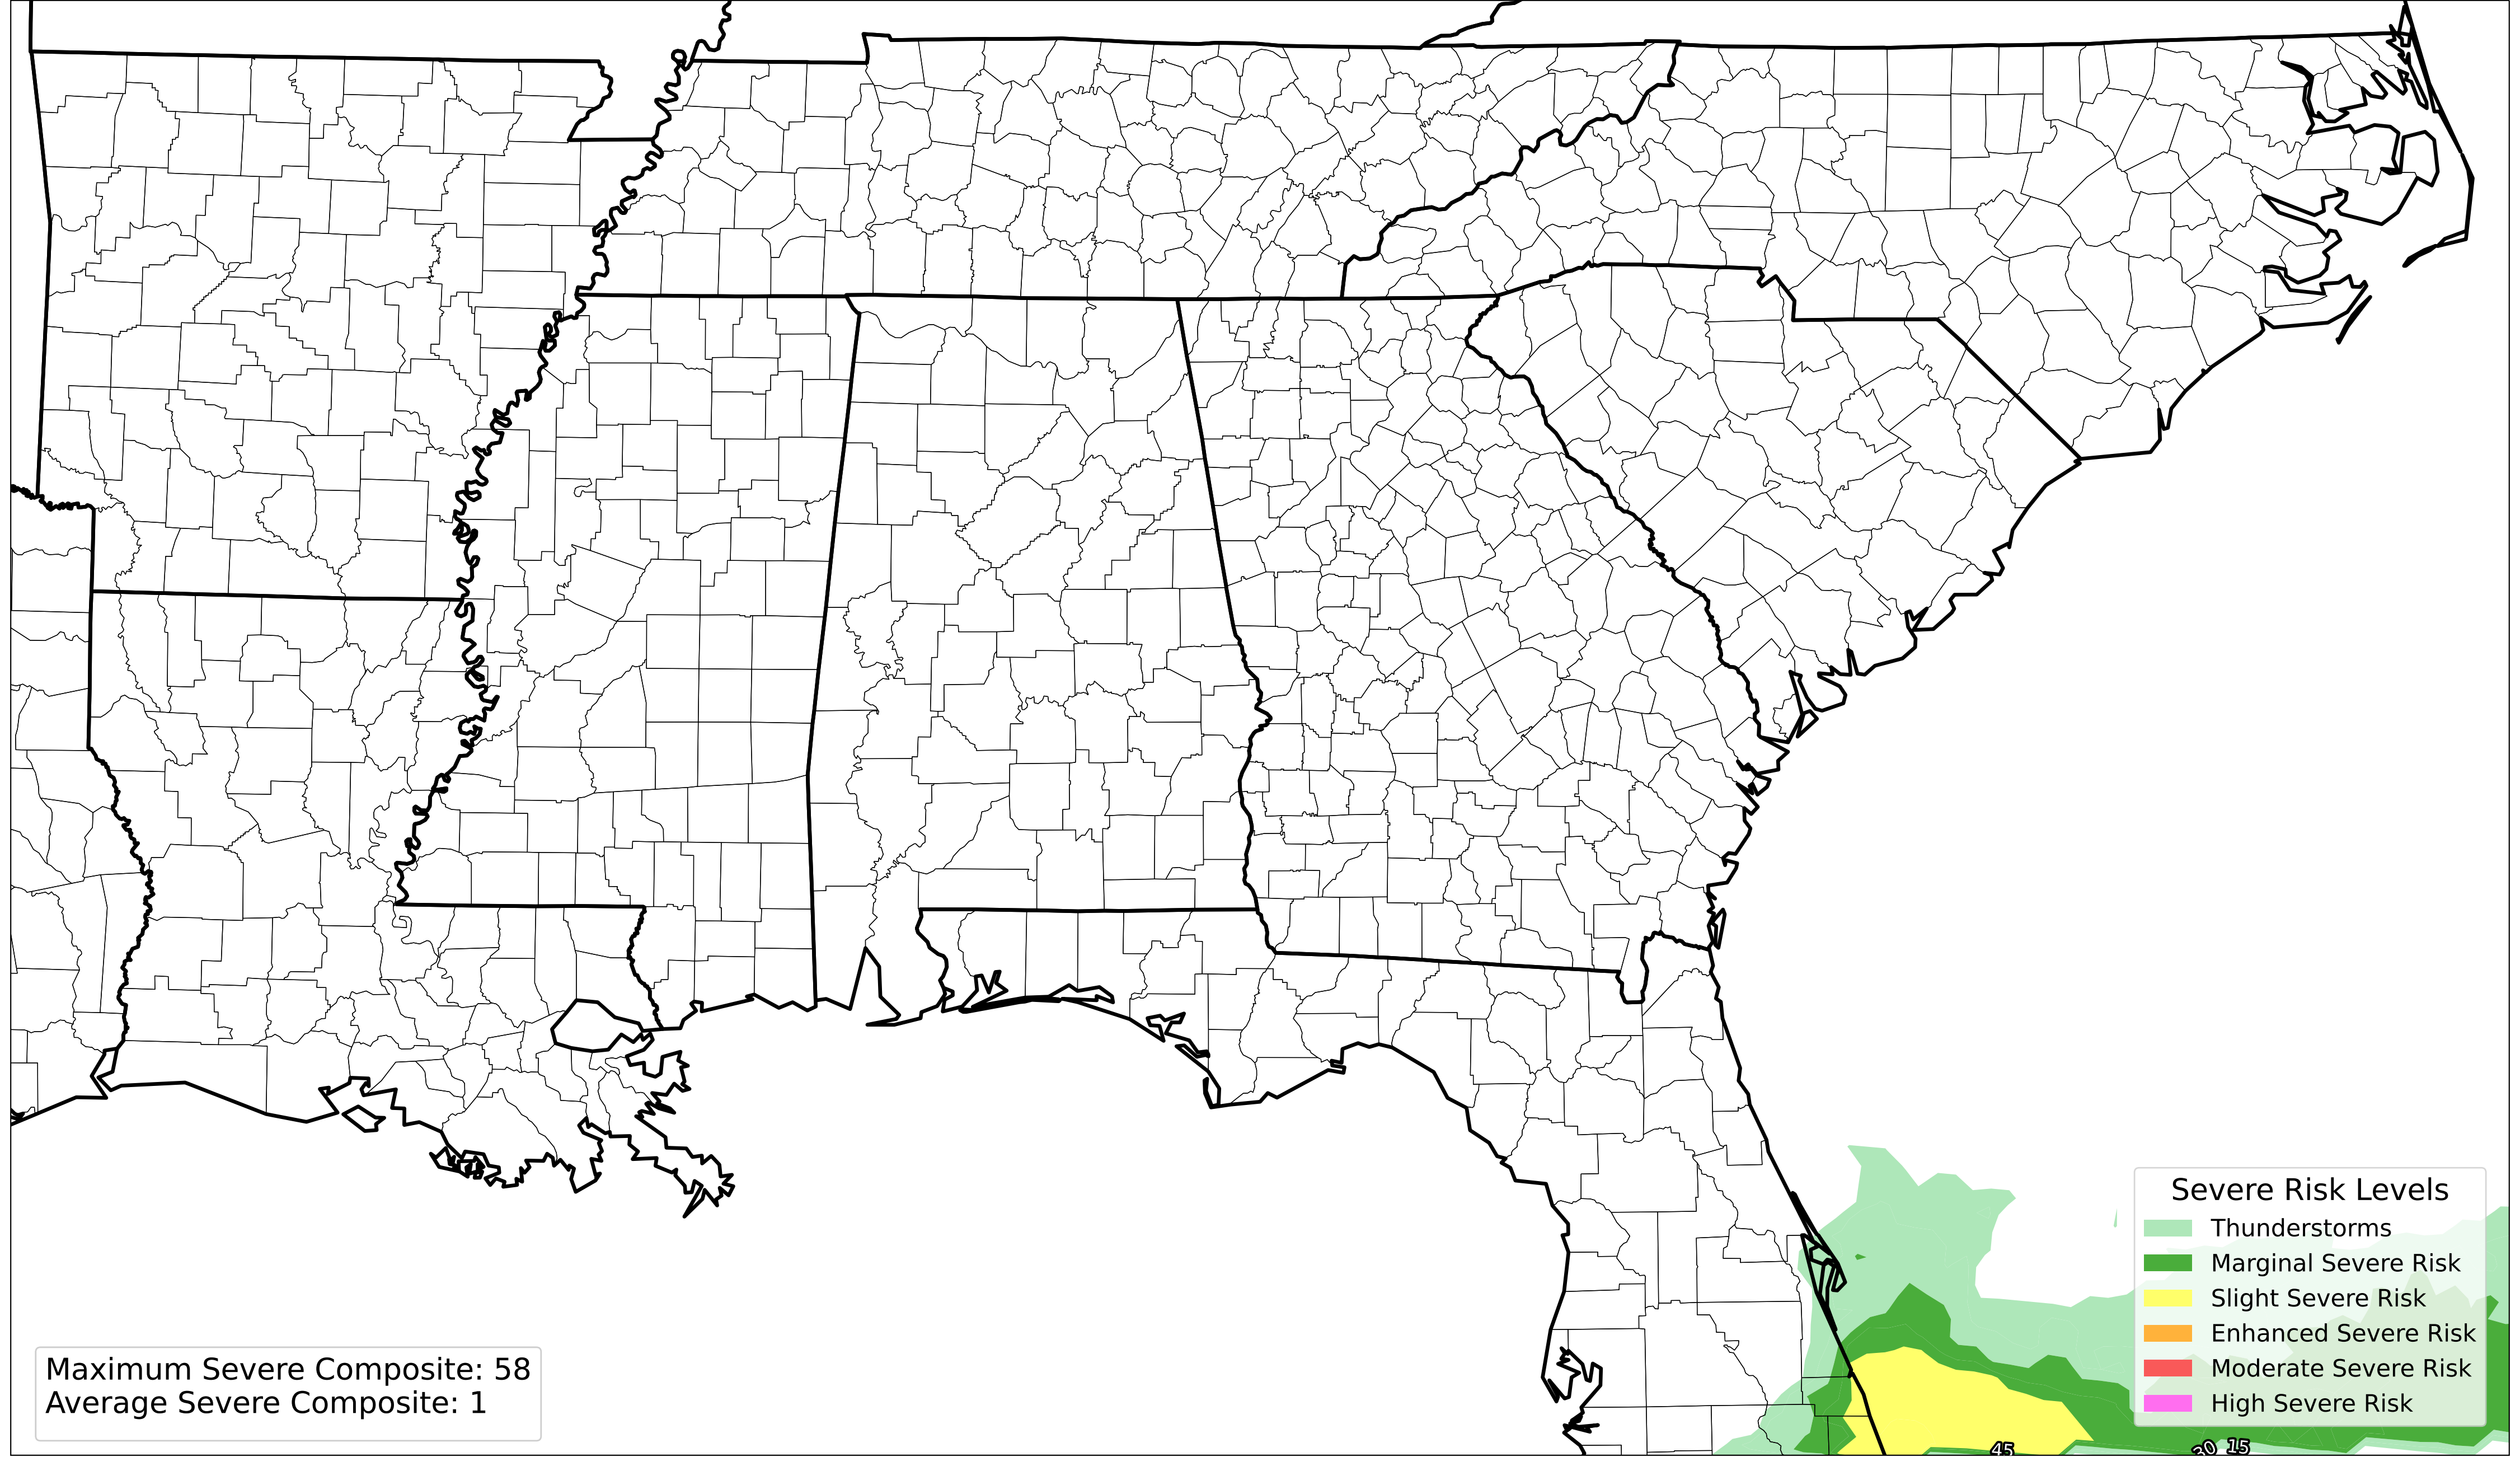 Severe Risk Levels
Thunderstorms
Marginal Severe Risk
Slight Severe Risk
Enhanced Severe Risk
Moderate Severe Risk
High Severe Risk
Maximum Severe Composite: 58
Average Severe Composite: 1
45
30
15